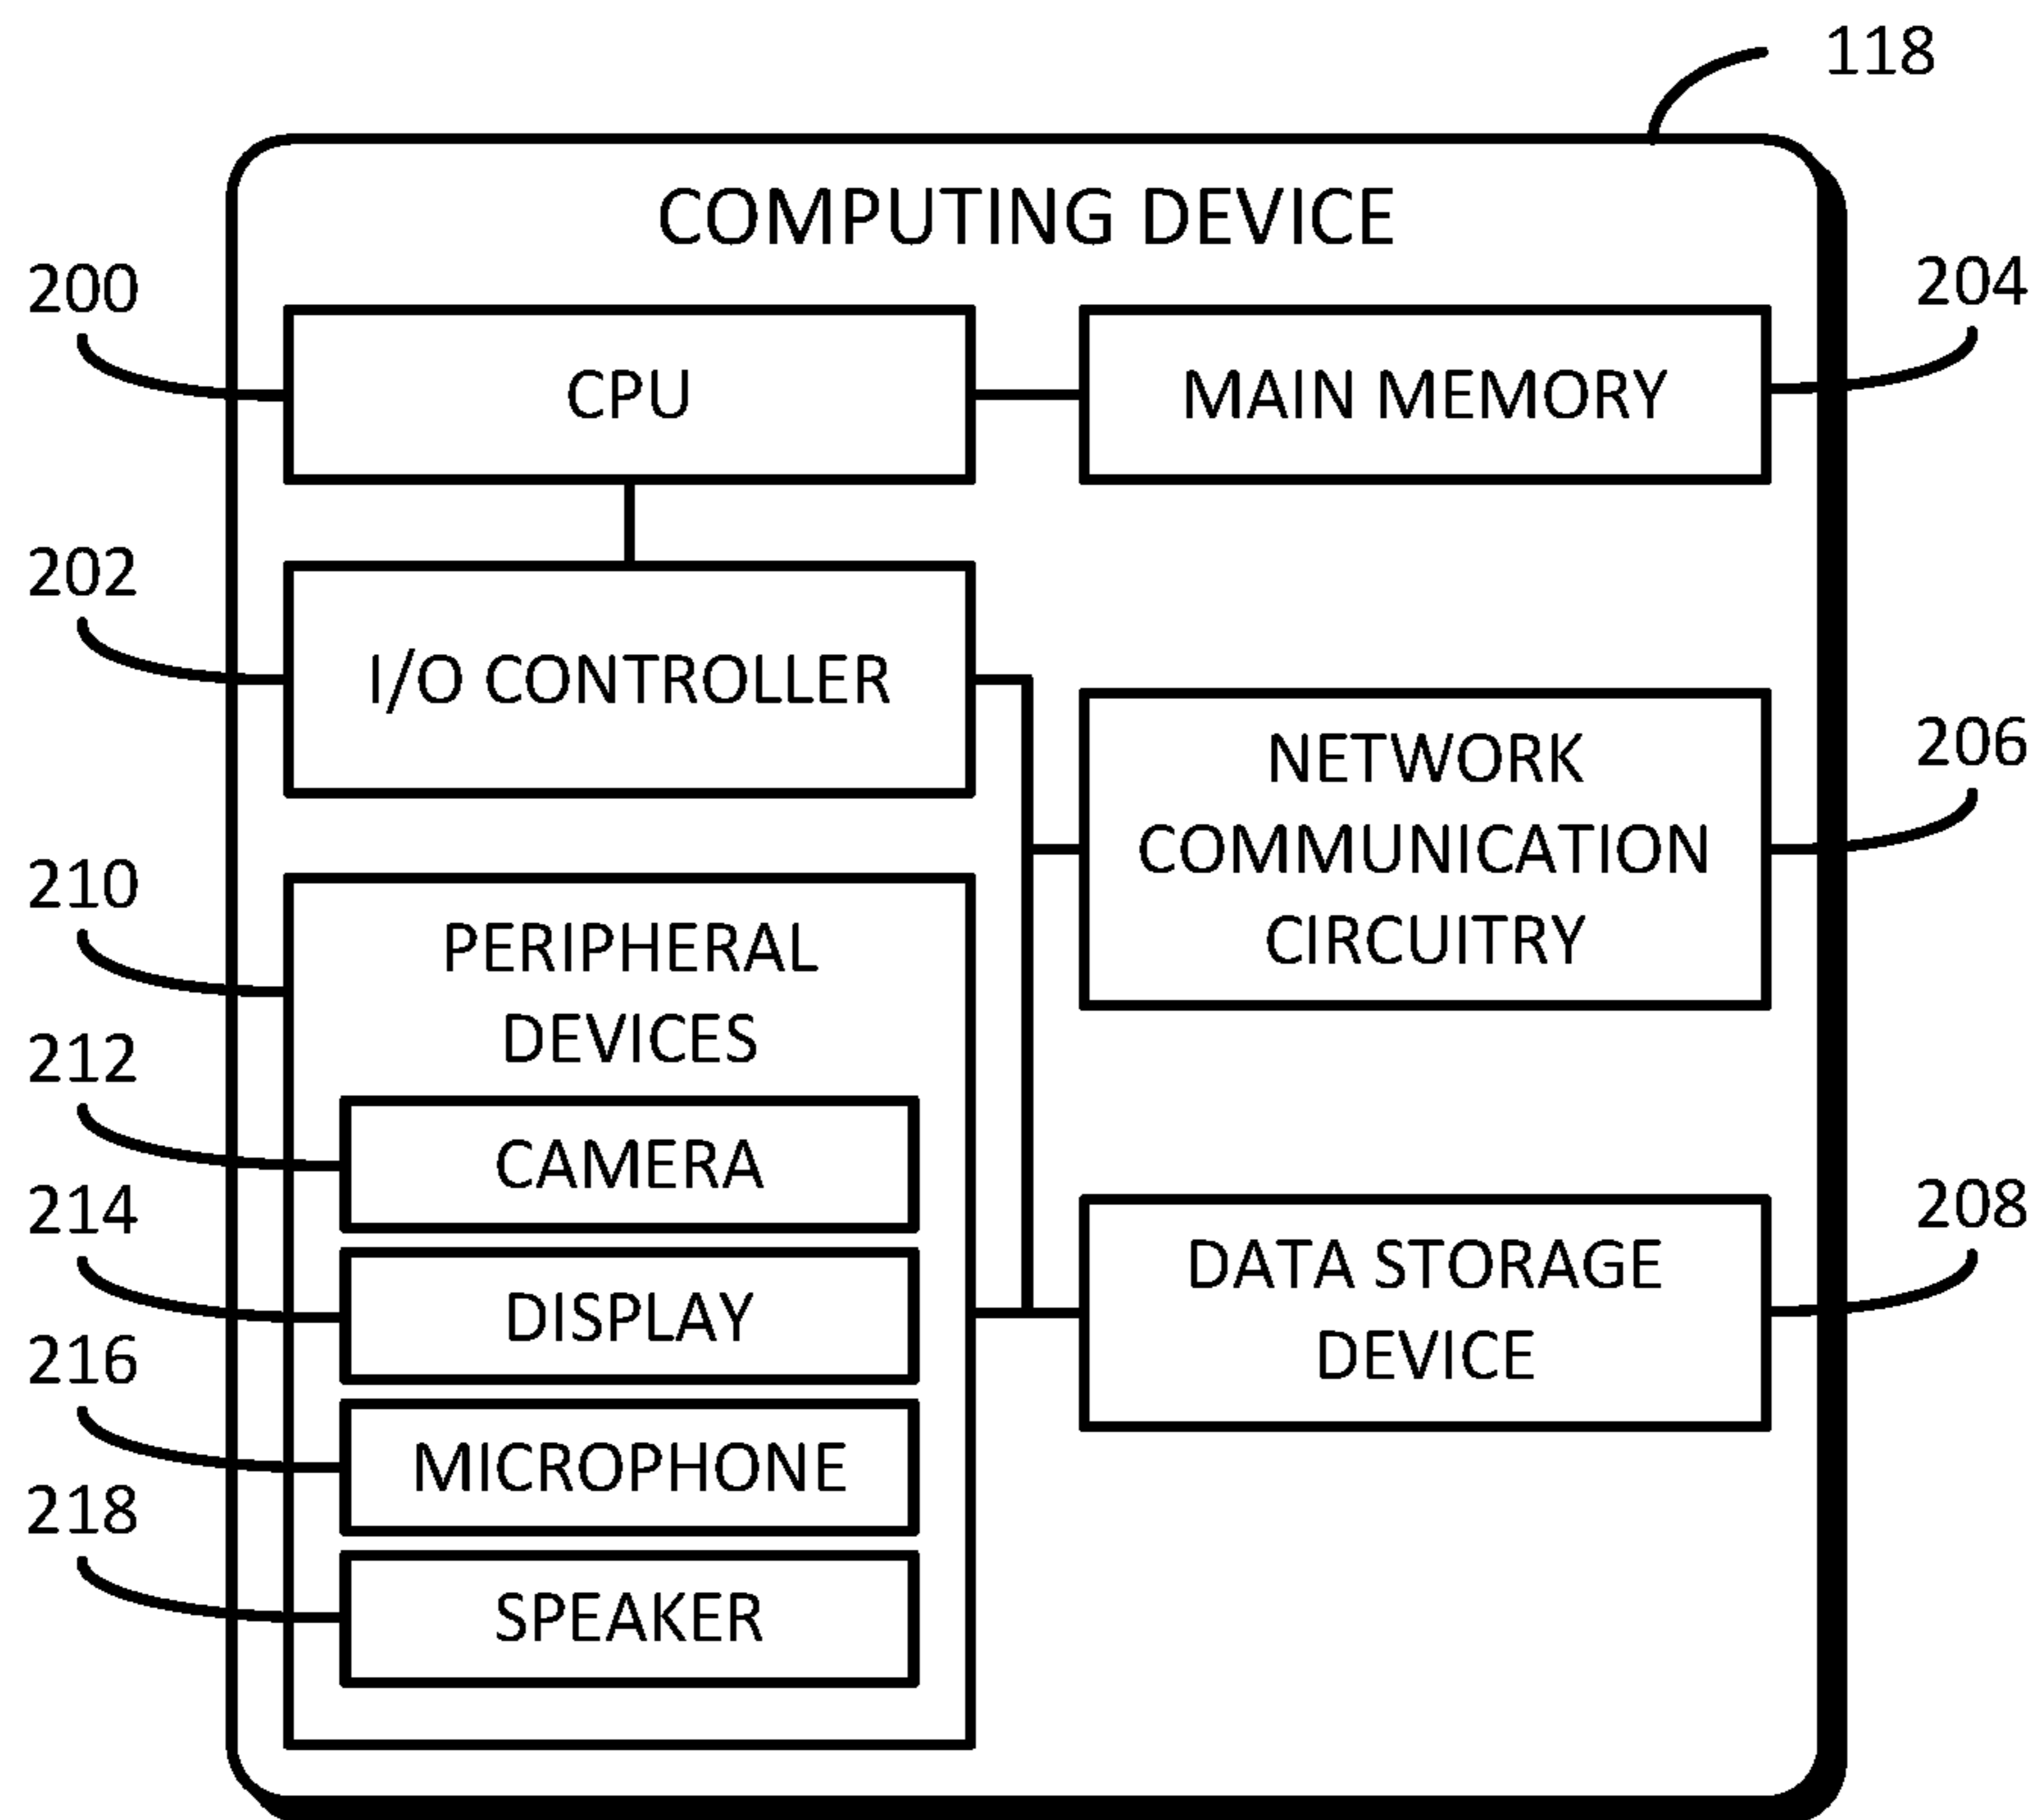 118
COMPUTING DEVICE
200
CPU
204
MAIN MEMORY
202
I/O CONTROLLER
206
NETWORK
COMMUNICATION
CIRCUITRY
210
PERIPHERAL
DEVICES
212
CAMERA
214
DISPLAY
216
MICROPHONE
218
SPEAKER
208
DATA STORAGE
DEVICE